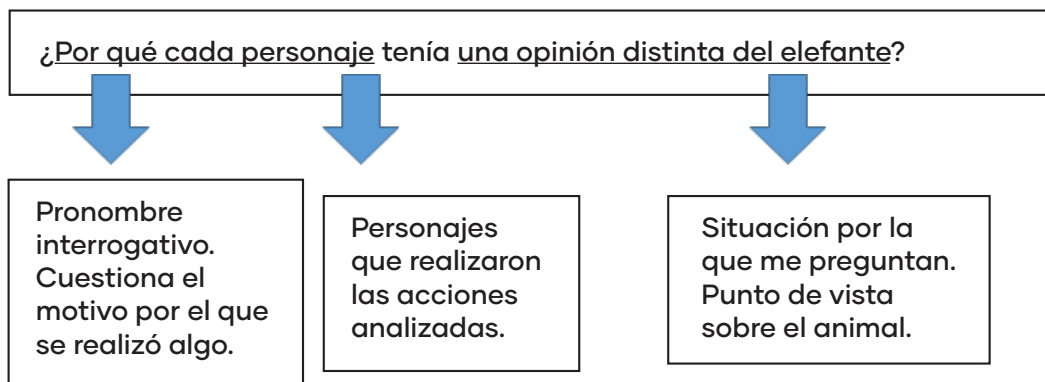 ¿Por qué cada personaje tenía una opinión distinta del elefante?
Pronombre
interrogativo.
Cuestiona el
motivo por el que
se realizó algo.
Personajes
que realizaron
las acciones
analizadas.
Situación por la
que me preguntan.
Punto de vista
sobre el animal.